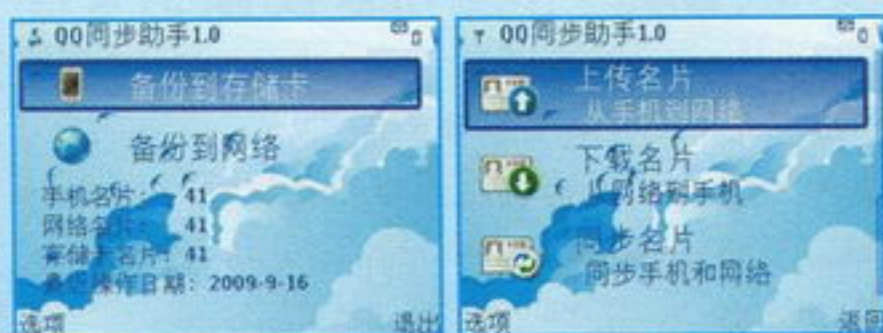 QQ同步助手1.0
备份到存储卡
备份到网络
手机名片: 41
网络名片: 41
存储卡名片: 41
最近操作日期: 2009-9-16
选项 退出
QQ同步助手1.0
上传名片
从手机到网络
下载名片
从网络到手机
同步名片
同步手机和网络
选项 返回